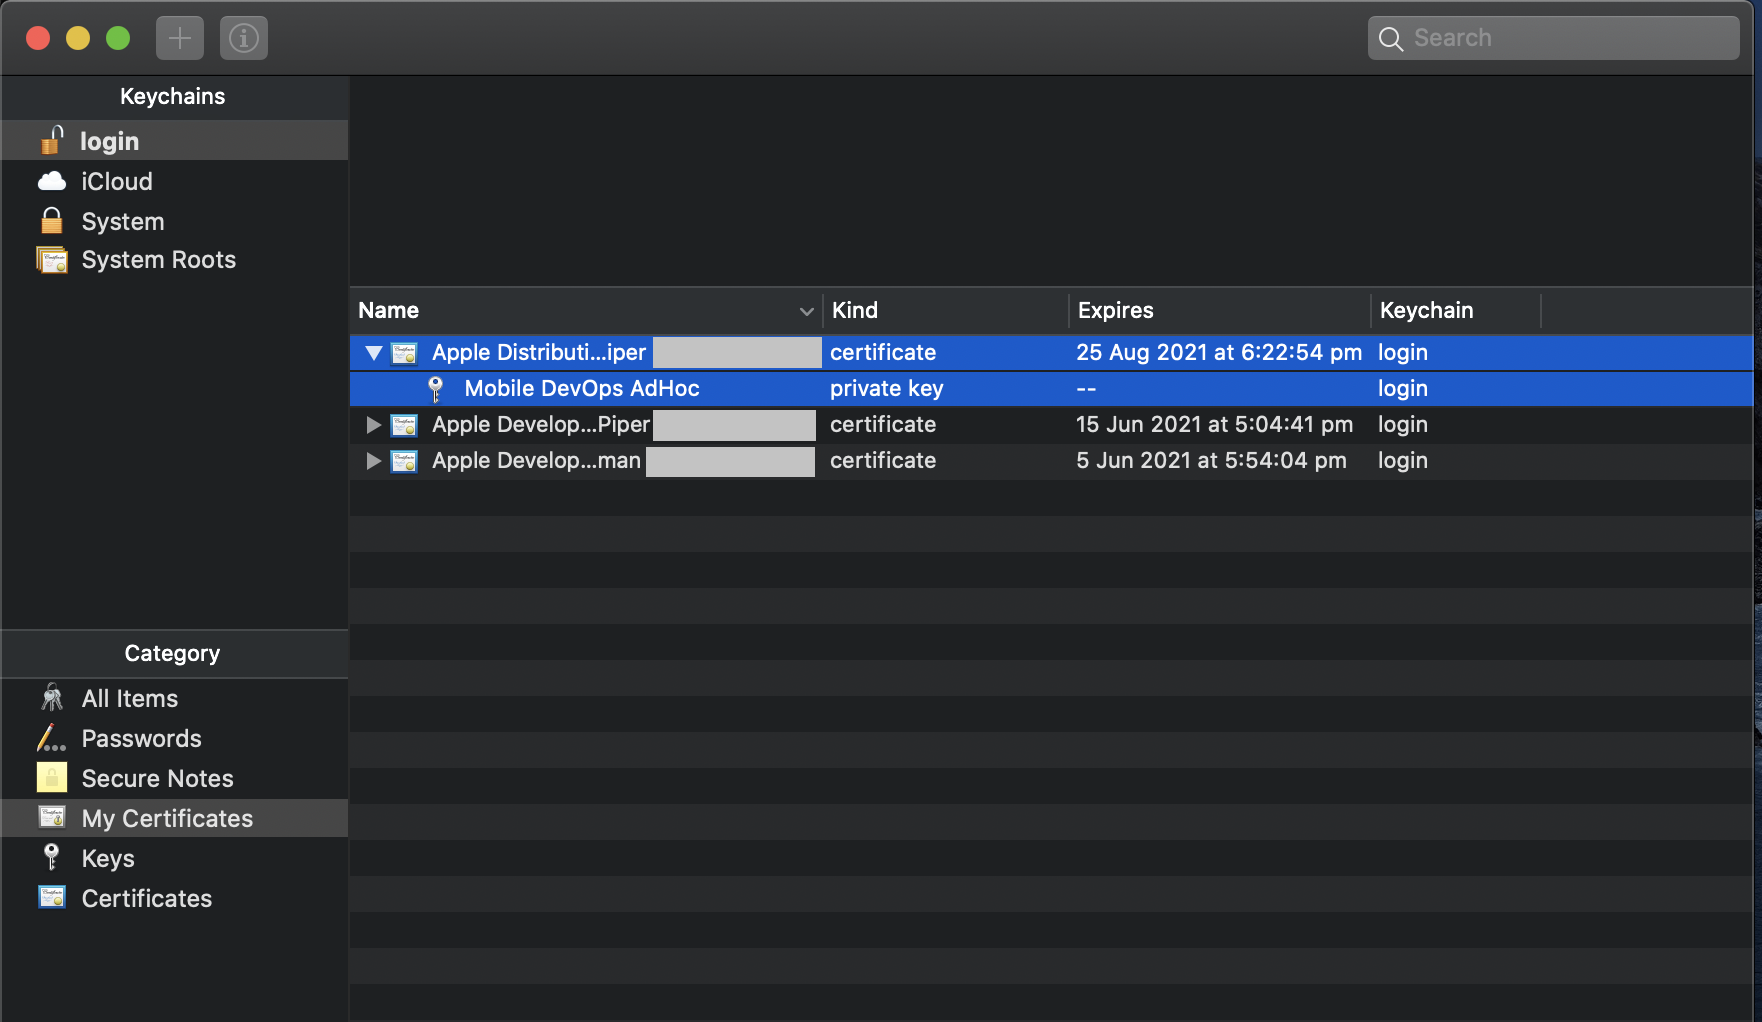 Search
Keychains
login
iCloud
System
System Roots
Name Kind Expires Keychain
Apple Distributi...iper certificate 25 Aug 2021 at 6:22:54 pm login
Mobile DevOps AdHoc private key -- login
Apple Develop...Piper certificate 15 Jun 2021 at 5:04:41 pm login
Apple Develop...man certificate 5 Jun 2021 at 5:54:04 pm login
Category
All Items
Passwords
Secure Notes
My Certificates
Keys
Certificates